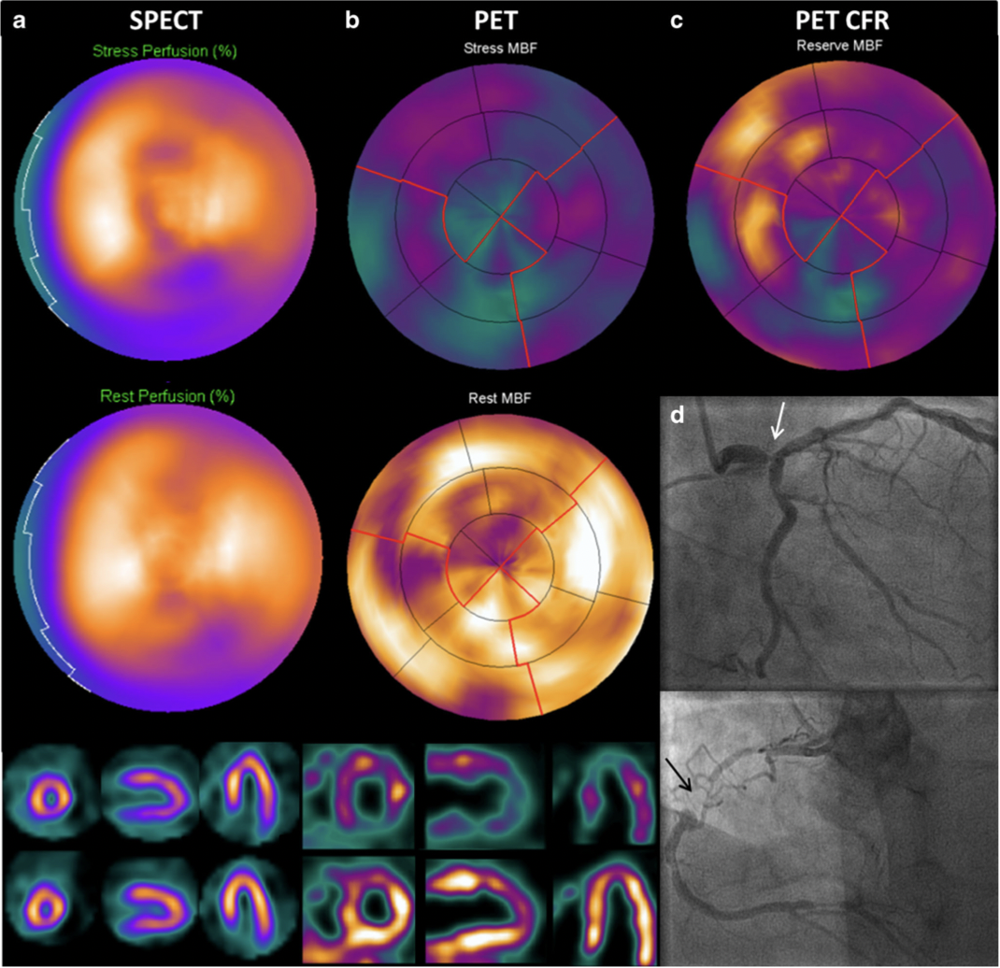 a SPECT
b PET
c PET CFR
Stress Perfusion (%)
Stress MBF
Reserve MBF
Rest Perfusion (%)
Rest MBF
d